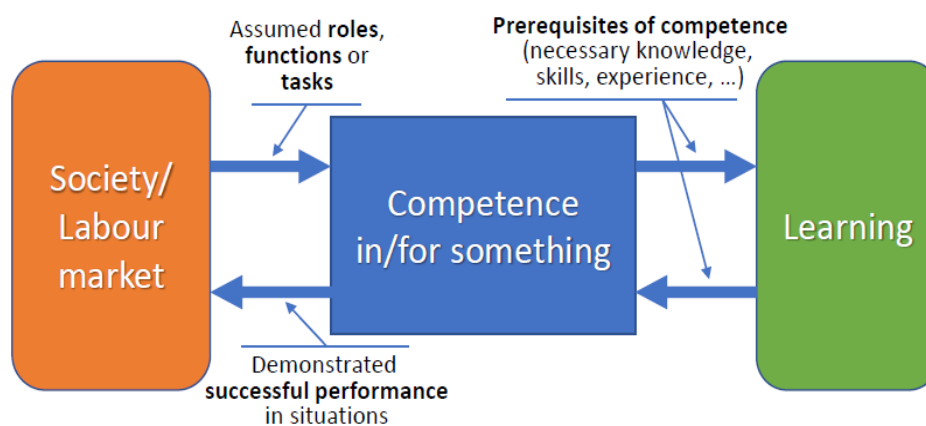 Assumed roles,
functions or
tasks
Prerequisites of competence
(necessary knowledge,
skills, experience, ...)
Society/
Labour
market
Competence
in/for something
Learning
Demonstrated
successful performance
in situations